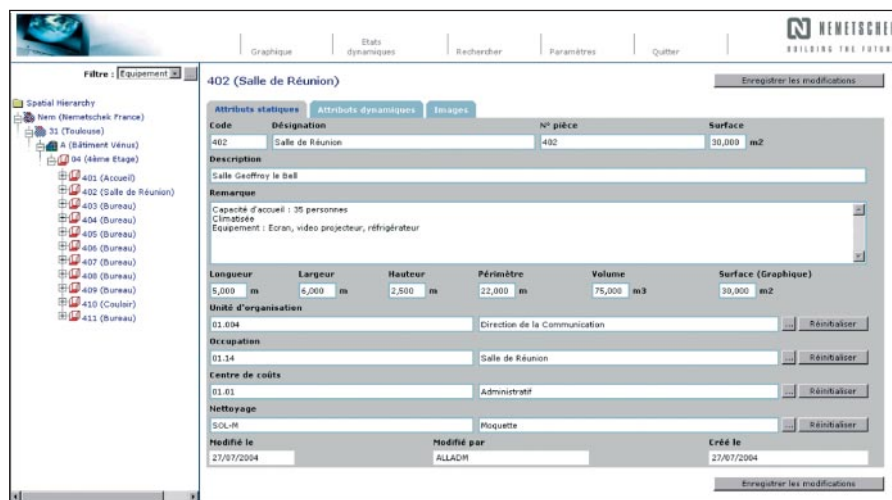 NEMETSCHE
BUILDING THE FUTUR
Graphique
Etats dynamiques
Rechercher
Paramètres
Quitter
Filtre : Equipement ...
402 (Salle de Réunion)
Enregistrer les modifications
Spatial Hierarchy
Nem (Nemetschek France)
31 (Toulouse)
A (Bâtiment Vénus)
04 (4ème Etage)
401 (Accueil)
402 (Salle de Réunion)
403 (Bureau)
404 (Bureau)
405 (Bureau)
406 (Bureau)
407 (Bureau)
408 (Bureau)
409 (Bureau)
410 (Couloir)
411 (Bureau)
Attributs statiques Attributs dynamiques Images
Code Désignation N° pièce Surface
402 Salle de Réunion 402 30,000 m2
Description
Salle Geoffroy le Bell
Remarque
Capacité d'accueil : 35 personnes
Climatisée
Equipement : Ecran, video projecteur, réfrigérateur
Longueur Largeur Hauteur Périmètre Volume Surface (Graphique)
5,000 m 6,000 m 2,500 m 22,000 m 75,000 m3 30,000 m2
Unité d'organisation
01.004 Direction de la Communication ... Réinitialiser
Occupation
01.14 Salle de Réunion ... Réinitialiser
Centre de coûts
01.01 Administratif ... Réinitialiser
Nettoyage
SOL-M Moquette ... Réinitialiser
Modifié le Modifié par Créé le
27/07/2004 ALLADM 27/07/2004
Enregistrer les modifications